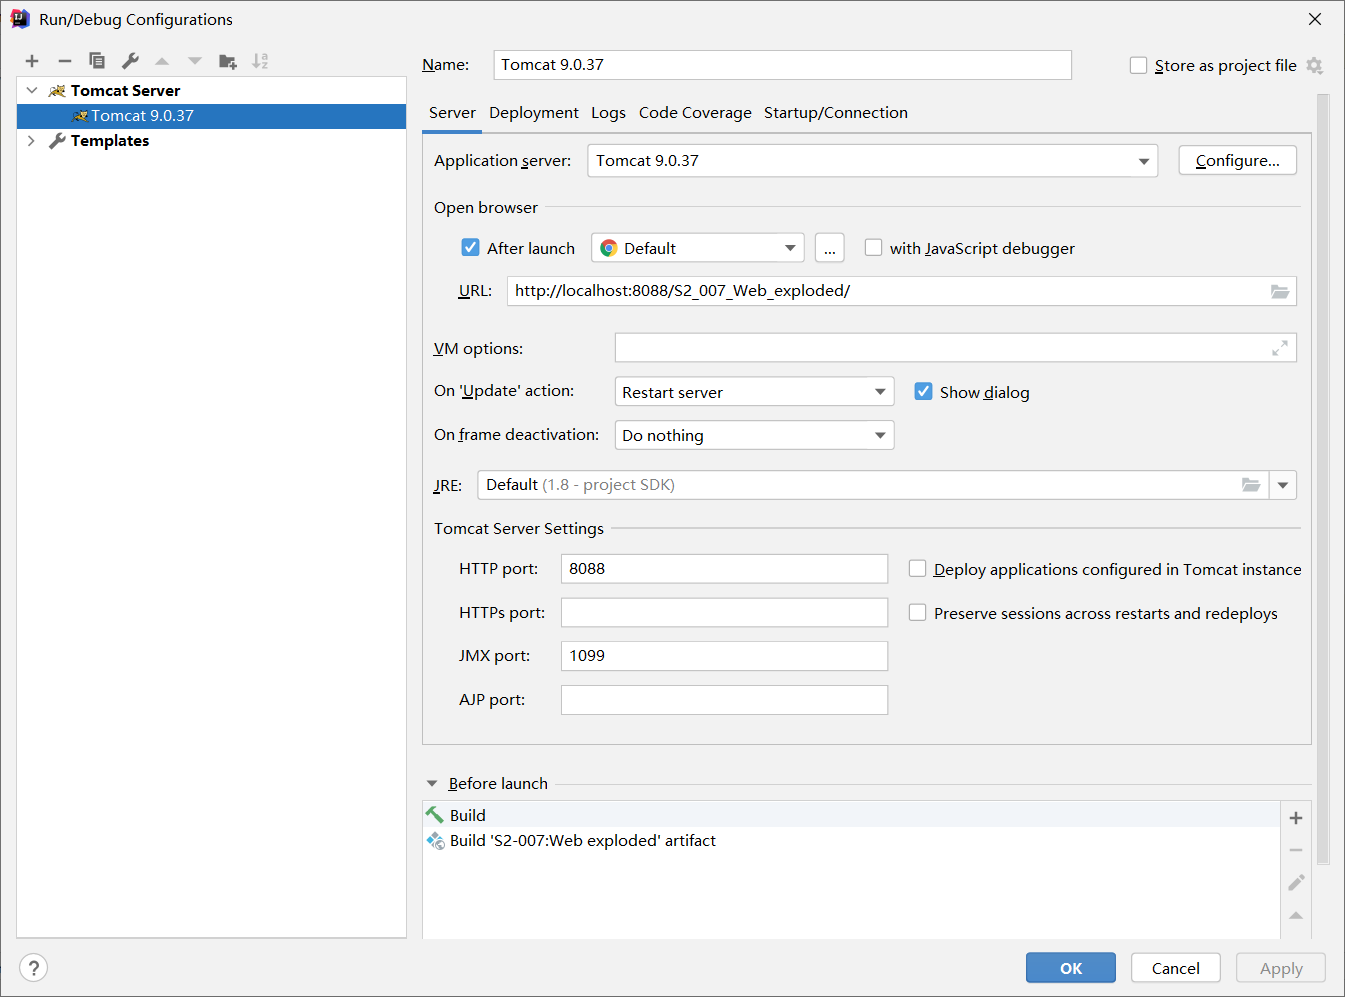 Run/Debug Configurations
Name: Tomcat 9.0.37 Store as project file
Tomcat Server
Tomcat 9.0.37
Templates
Server Deployment Logs Code Coverage Startup/Connection
Application server: Tomcat 9.0.37 Configure...
Open browser
After launch Default ... with JavaScript debugger
URL: http://localhost:8088/S2_007_Web_exploded/
VM options:
On 'Update' action: Restart server Show dialog
On frame deactivation: Do nothing
JRE: Default (1.8 - project SDK)
Tomcat Server Settings
HTTP port: 8088 Deploy applications configured in Tomcat instance
HTTPs port: Preserve sessions across restarts and redeploys
JMX port: 1099
AJP port:
Before launch
Build
Build 'S2-007:Web exploded' artifact
? OK Cancel Apply